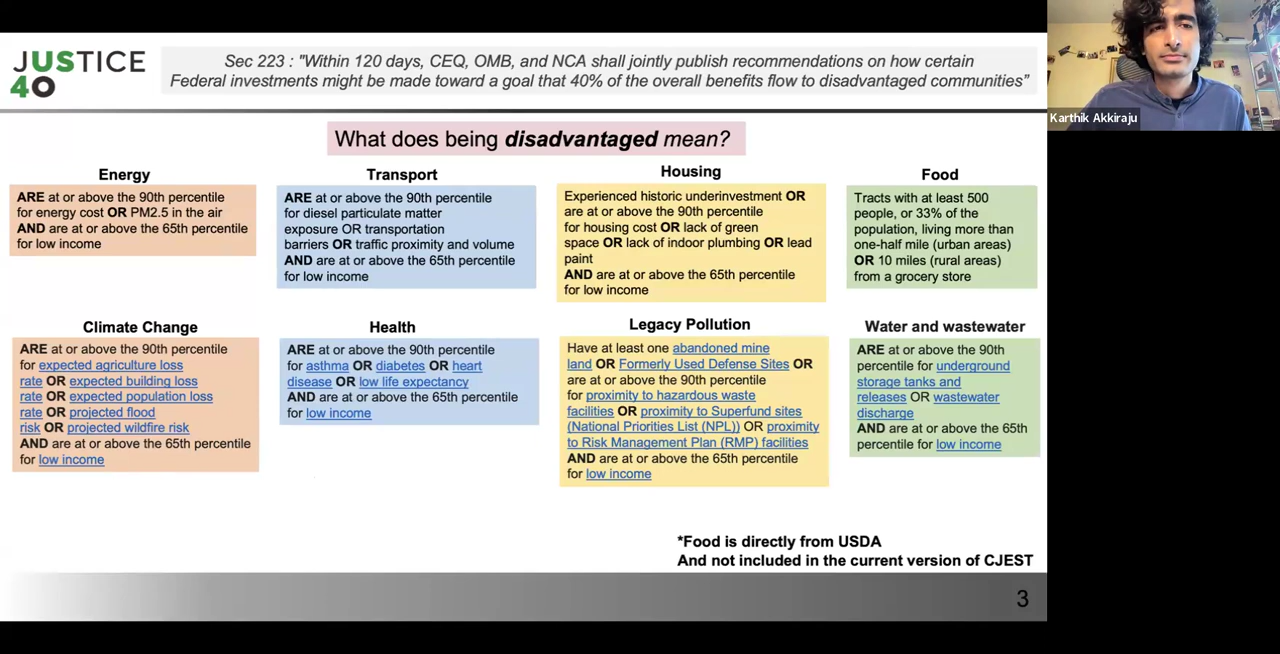 JUSTICE
40
Sec 223 : "Within 120 days, CEQ, OMB, and NCA shall jointly publish recommendations on how certain
Federal investments might be made toward a goal that 40% of the overall benefits flow to disadvantaged communities”
Karthik Akkiraju
What does being disadvantaged mean?
Energy
ARE at or above the 90th percentile
for energy cost OR PM2.5 in the air
AND are at or above the 65th percentile
for low income
Transport
ARE at or above the 90th percentile
for diesel particulate matter
exposure OR transportation
barriers OR traffic proximity and volume
AND are at or above the 65th percentile
for low income
Housing
Experienced historic underinvestment OR
are at or above the 90th percentile
for housing cost OR lack of green
space OR lack of indoor plumbing OR lead
paint
AND are at or above the 65th percentile
for low income
Food
Tracts with at least 500
people, or 33% of the
population, living more than
one-half mile (urban areas)
OR 10 miles (rural areas)
from a grocery store
Climate Change
ARE at or above the 90th percentile
for expected agriculture loss
rate OR expected building loss
rate OR expected population loss
rate OR projected flood
risk OR projected wildfire risk
AND are at or above the 65th percentile
for low income
Health
ARE at or above the 90th percentile
for asthma OR diabetes OR heart
disease OR low life expectancy
AND are at or above the 65th percentile
for low income
Legacy Pollution
Have at least one abandoned mine
land OR Formerly Used Defense Sites OR
are at or above the 90th percentile
for proximity to hazardous waste
facilities OR proximity to Superfund sites
(National Priorities List (NPL)) OR proximity
to Risk Management Plan (RMP) facilities
AND are at or above the 65th percentile
for low income
Water and wastewater
ARE at or above the 90th
percentile for underground
storage tanks and
releases OR wastewater
discharge
AND are at or above the 65th
percentile for low income
*Food is directly from USDA
And not included in the current version of CJEST
3